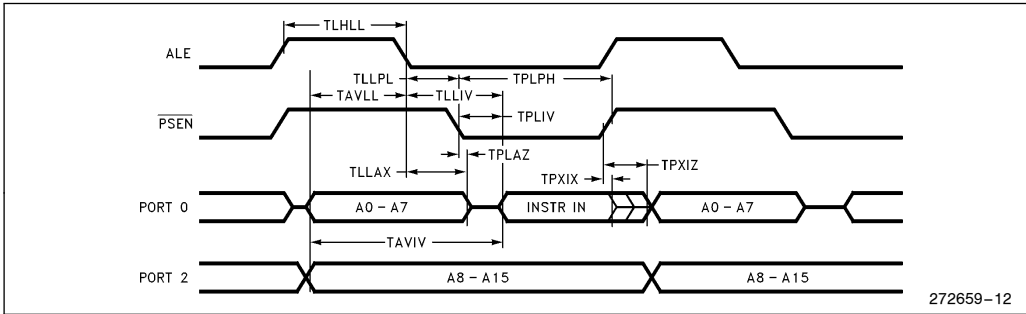 TLHLL
ALE
TLLPL
TPLPH
TAVLL
TLLIV
PSEN
TPLIV
TPLAZ
TLLAX
TPXIX
TPXIZ
PORT 0
A0 – A7
INSTR IN
A0 – A7
TAVIV
PORT 2
A8 – A15
A8 – A15
272659–12